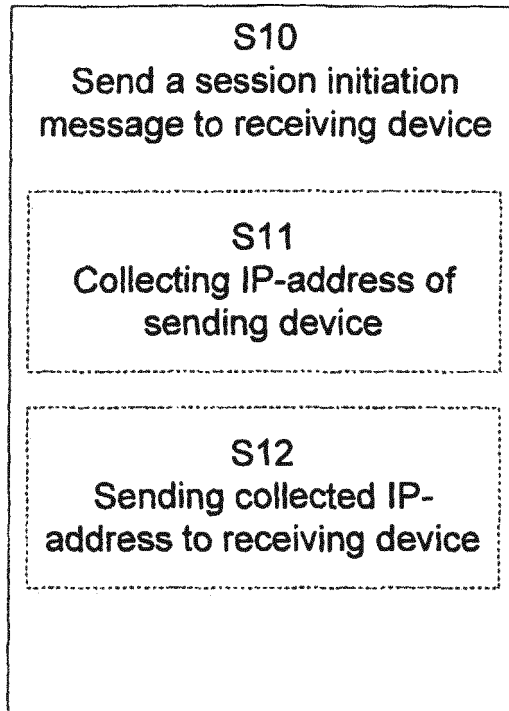 S10
Send a session initiation
message to receiving device
S11
Collecting IP-address of
sending device
S12
Sending collected IP-
address to receiving device